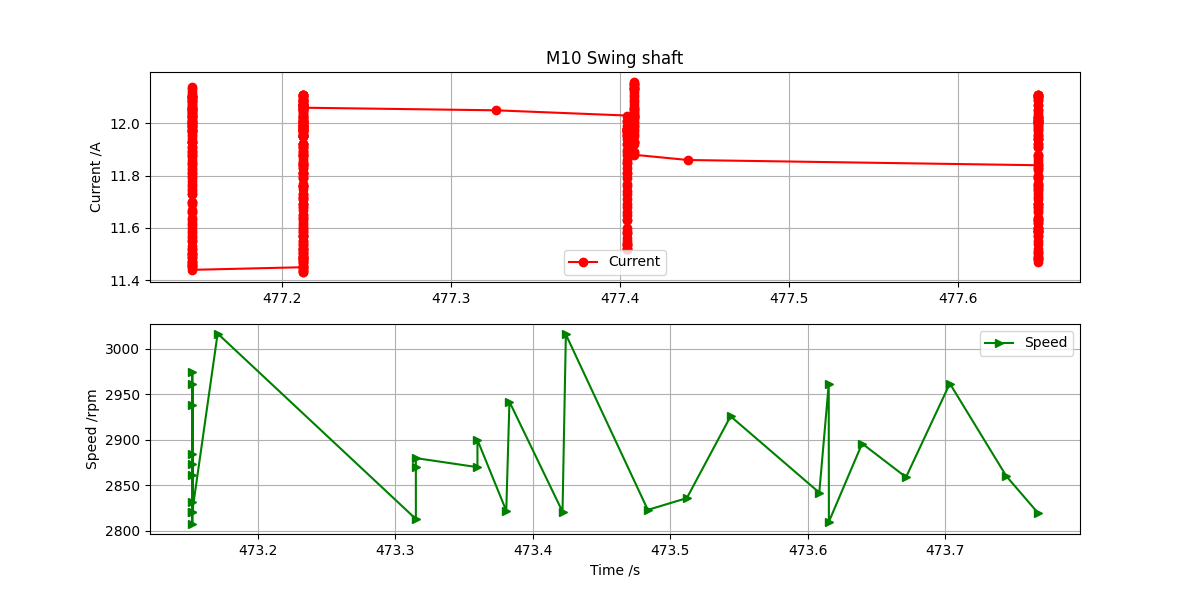 M10 Swing shaft
Current /A
12.0
11.8
11.6
11.4
Current
477.2 477.3 477.4 477.5 477.6
Speed /rpm
3000
2950
2900
2850
2800
Speed
473.2 473.3 473.4 473.5 473.6 473.7
Time /s